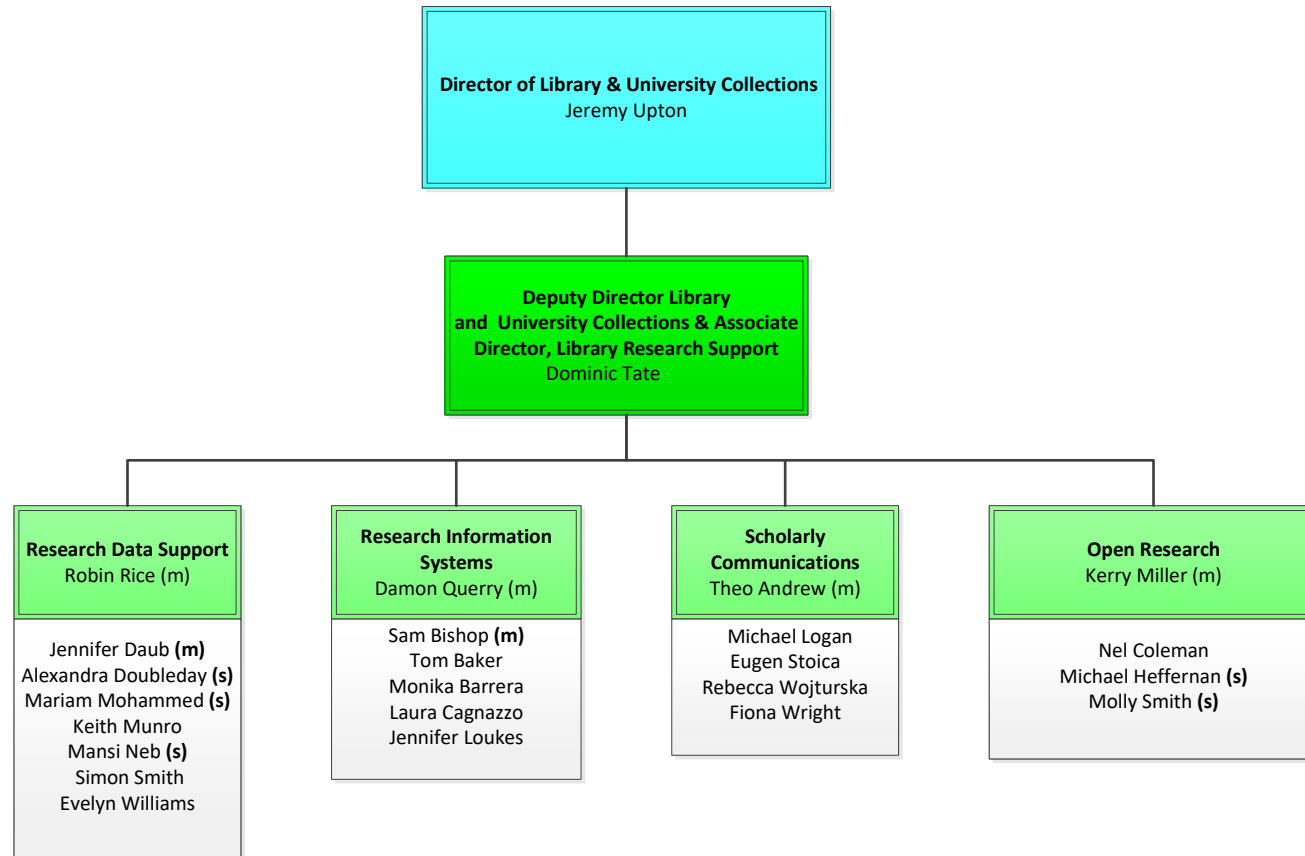 Director of Library & University Collections
Jeremy Upton
Deputy Director Library
and University Collections & Associate
Director, Library Research Support
Dominic Tate
Research Data Support
Robin Rice (m)
Jennifer Daub (m)
Alexandra Doubleday (s)
Mariam Mohammed (s)
Keith Munro
Mansi Neb (s)
Simon Smith
Evelyn Williams
Research Information
Systems
Damon Querry (m)
Sam Bishop (m)
Tom Baker
Monika Barrera
Laura Cagnazzo
Jennifer Loukes
Scholarly
Communications
Theo Andrew (m)
Michael Logan
Eugen Stoica
Rebecca Wojturska
Fiona Wright
Open Research
Kerry Miller (m)
Nel Coleman
Michael Heffernan (s)
Molly Smith (s)